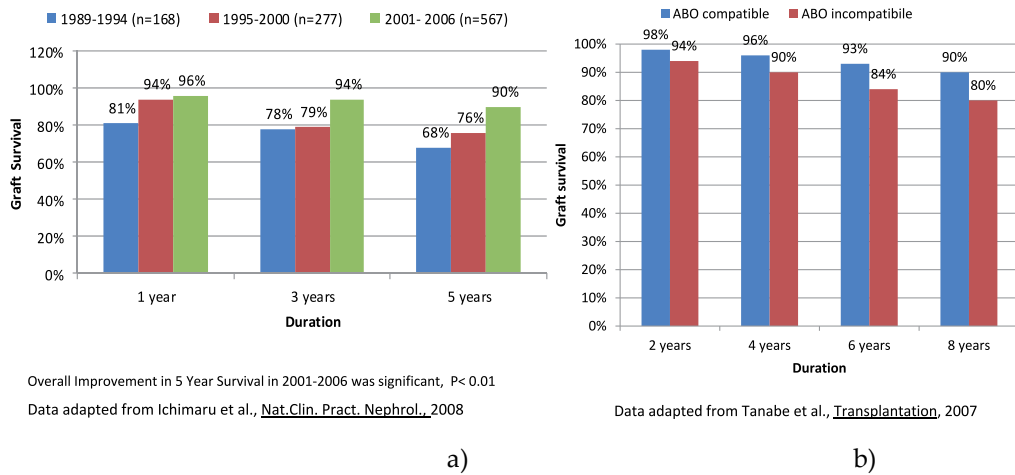 1989-1994 (n=168) 1995-2000 (n=277) 2001- 2006 (n=567)
120%
100%
80%
60%
40%
20%
0%
Graft Survival
81% 94% 96%
78% 79% 94%
68% 76% 90%
1 year 3 years 5 years
Duration
Overall Improvement in 5 Year Survival in 2001-2006 was significant, P< 0.01
Data adapted from Ichimaru et al., Nat.Clin. Pract. Nephrol., 2008
a)
ABO compatible ABO incompatibile
100%
90%
80%
70%
60%
50%
40%
30%
20%
10%
0%
Graft survival
98% 94%
96% 90%
93% 84%
90% 80%
2 years 4 years 6 years 8 years
Duration
Data adapted from Tanabe et al., Transplantation, 2007
b)